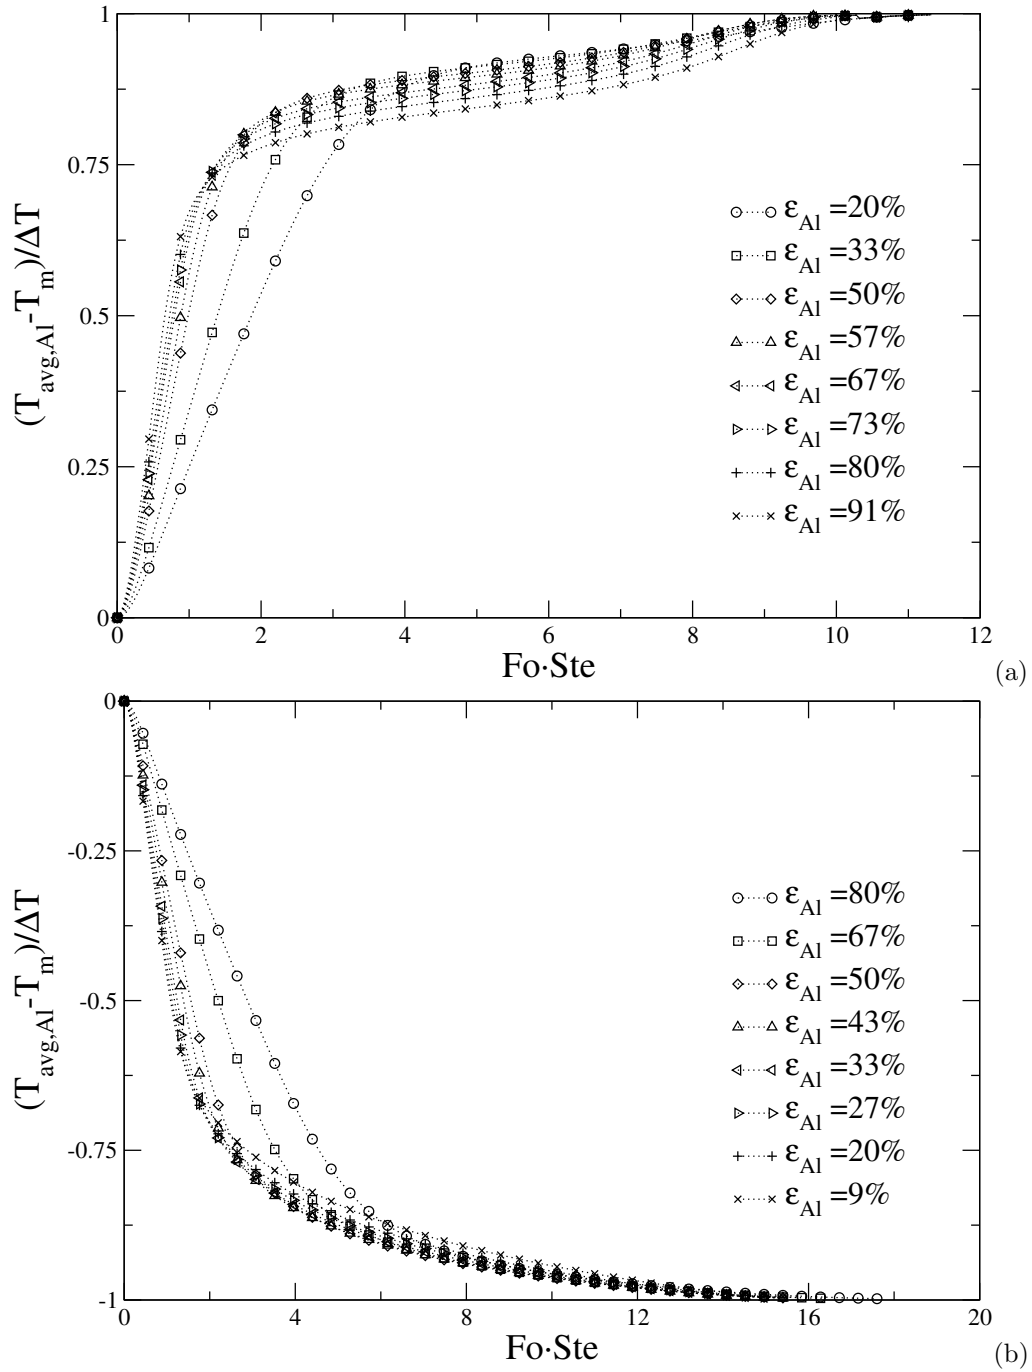 1
0.75
0.5
0.25
0
(T_avg,Al-T_m)/ΔT
ε_Al =20%
ε_Al =33%
ε_Al =50%
ε_Al =57%
ε_Al =67%
ε_Al =73%
ε_Al =80%
ε_Al =91%
0 2 4 6 8 10 12
Fo·Ste
(a)
0
-0.25
-0.5
-0.75
-1
(T_avg,Al-T_m)/ΔT
ε_Al =80%
ε_Al =67%
ε_Al =50%
ε_Al =43%
ε_Al =33%
ε_Al =27%
ε_Al =20%
ε_Al =9%
0 4 8 12 16 20
Fo·Ste
(b)